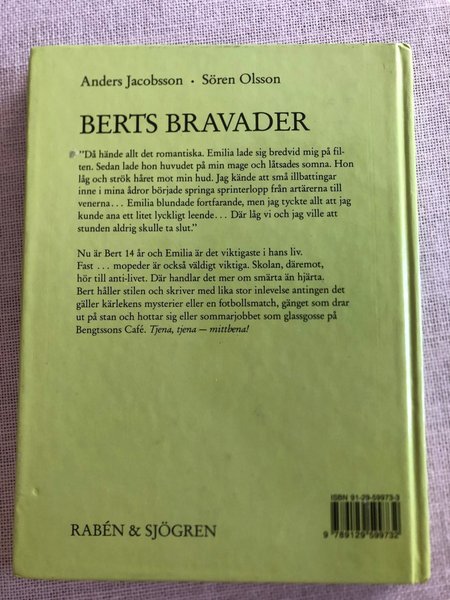 Anders Jacobsson · Sören Olsson
BERTS BRAVADER
"Då hände allt det romantiska. Emilia lade sig bredvid mig på fil-
ten. Sedan lade hon huvudet på min mage och låtsades somna. Hon
låg och strök håret mot min hud. Jag kände att små illbattingar
inne i mina ådror började springa sprinterlopp från artärerna till
venerna... Emilia blundade fortfarande, men jag tyckte allt att jag
kunde ana ett litet lyckligt leende... Där låg vi och jag ville att
stunden aldrig skulle ta slut."
Nu är Bert 14 år och Emilia är det viktigaste i hans liv.
Fast ... mopeder är också väldigt viktiga. Skolan, däremot,
hör till anti-livet. Där handlar det mer om smärta än hjärta.
Bert håller stilen och skriver med lika stor inlevelse antingen det
gäller kärlekens mysterier eller en fotbollsmatch, gänget som drar
ut på stan och hottar sig eller sommarjobbet som glassgosse på
Bengtssons Café. Tjena, tjena — mittbena!
ISBN 91-29-59973-3
9 789129 599732
RABÉN & SJÖGREN